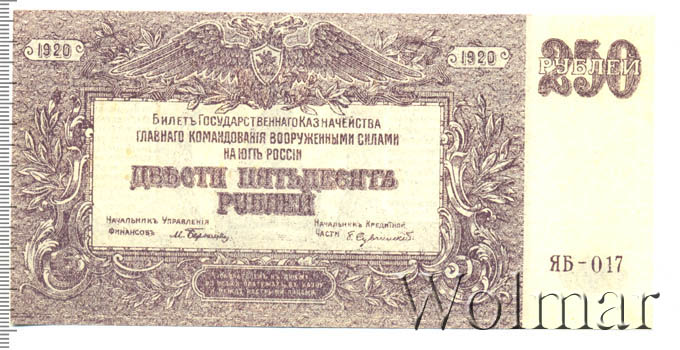 1920
1920
250
РУБЛЕЙ
БИЛЕТЪ ГОСУДАРСТВЕННАГО КАЗНАЧЕЙСТВА
ГЛАВНАГО КОМАНДОВАНІЯ ВООРУЖЕННЫМИ СИЛАМИ
НА ЮГѢ РОССІИ
ДВѢСТИ ПЯТЬДЕСЯТЪ
РУБЛЕЙ
НАЧАЛЬНИКЪ УПРАВЛЕНІЯ
ФИНАНСОВЪ
НАЧАЛЬНИКЪ КРЕДИТНОЙ
ЧАСТИ
ЯБ-017
Wolmar